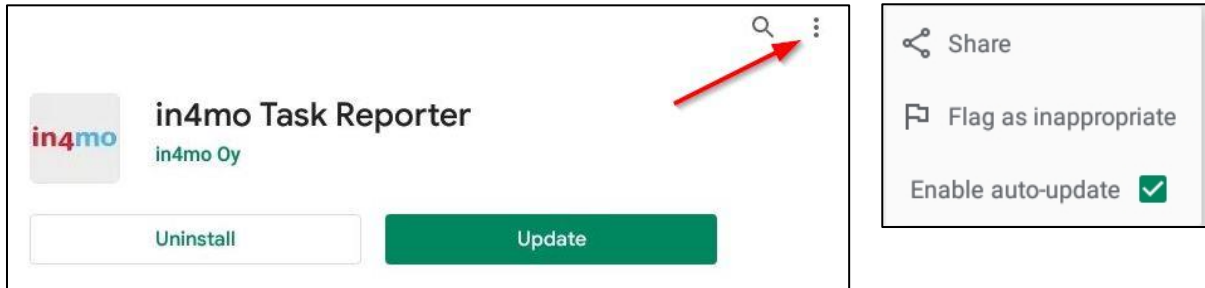 in4mo
in4mo Task Reporter
in4mo Oy
Uninstall
Update
Share
Flag as inappropriate
Enable auto-update